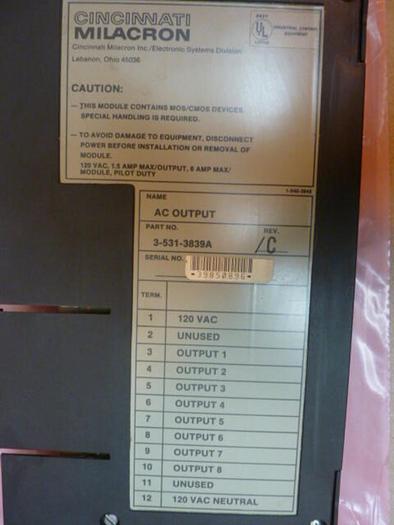 CINCINNATI
MILACRON
Cincinnati Milacron Inc./Electronic Systems Division
Lebanon, Ohio 45036
UL
INDUSTRIAL CONTROL
EQUIPMENT
CAUTION:
— THIS MODULE CONTAINS MOS/CMOS DEVICES.
SPECIAL HANDLING IS REQUIRED.
— TO AVOID DAMAGE TO EQUIPMENT, DISCONNECT
POWER BEFORE INSTALLATION OR REMOVAL OF
MODULE.
120 VAC, 1.5 AMP MAX/OUTPUT, 6 AMP MAX/
MODULE, PILOT DUTY
NAME
AC OUTPUT
PART NO.
REV.
3-531-3839A
/C
SERIAL NO.
39850896
TERM.
1 120 VAC
2 UNUSED
3 OUTPUT 1
4 OUTPUT 2
5 OUTPUT 3
6 OUTPUT 4
7 OUTPUT 5
8 OUTPUT 6
9 OUTPUT 7
10 OUTPUT 8
11 UNUSED
12 120 VAC NEUTRAL